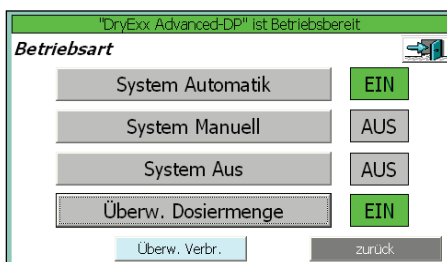 "DryExx Advanced-DP" ist Betriebsbereit
Betriebsart
System Automatik EIN
System Manuell AUS
System Aus AUS
Überw. Dosiermenge EIN
Überw. Verbr. zurück